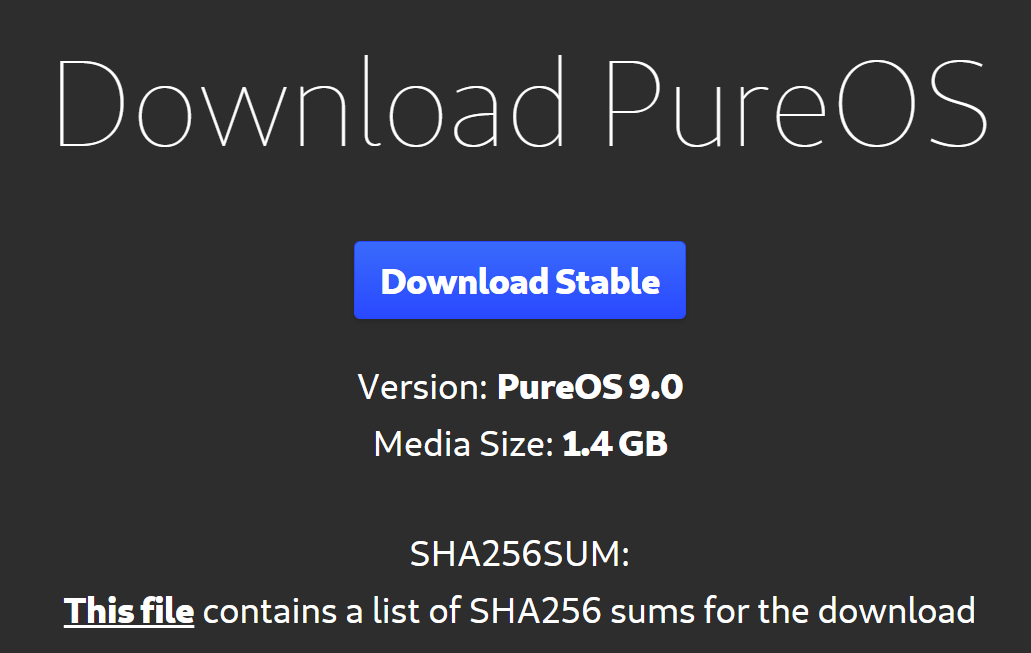 Download PureOS
Download Stable
Version: PureOS 9.0
Media Size: 1.4 GB
SHA256SUM:
This file contains a list of SHA256 sums for the download